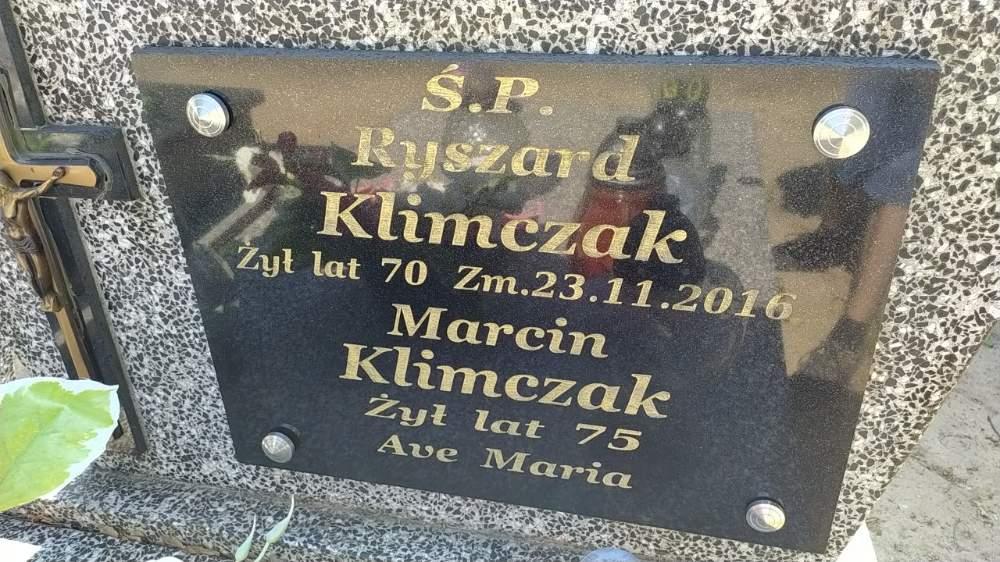 Ś.P.
Ryszard
Klimczak
Żył lat 70 Zm.23.11.2016
Marcin
Klimczak
Żył lat 75
Ave Maria